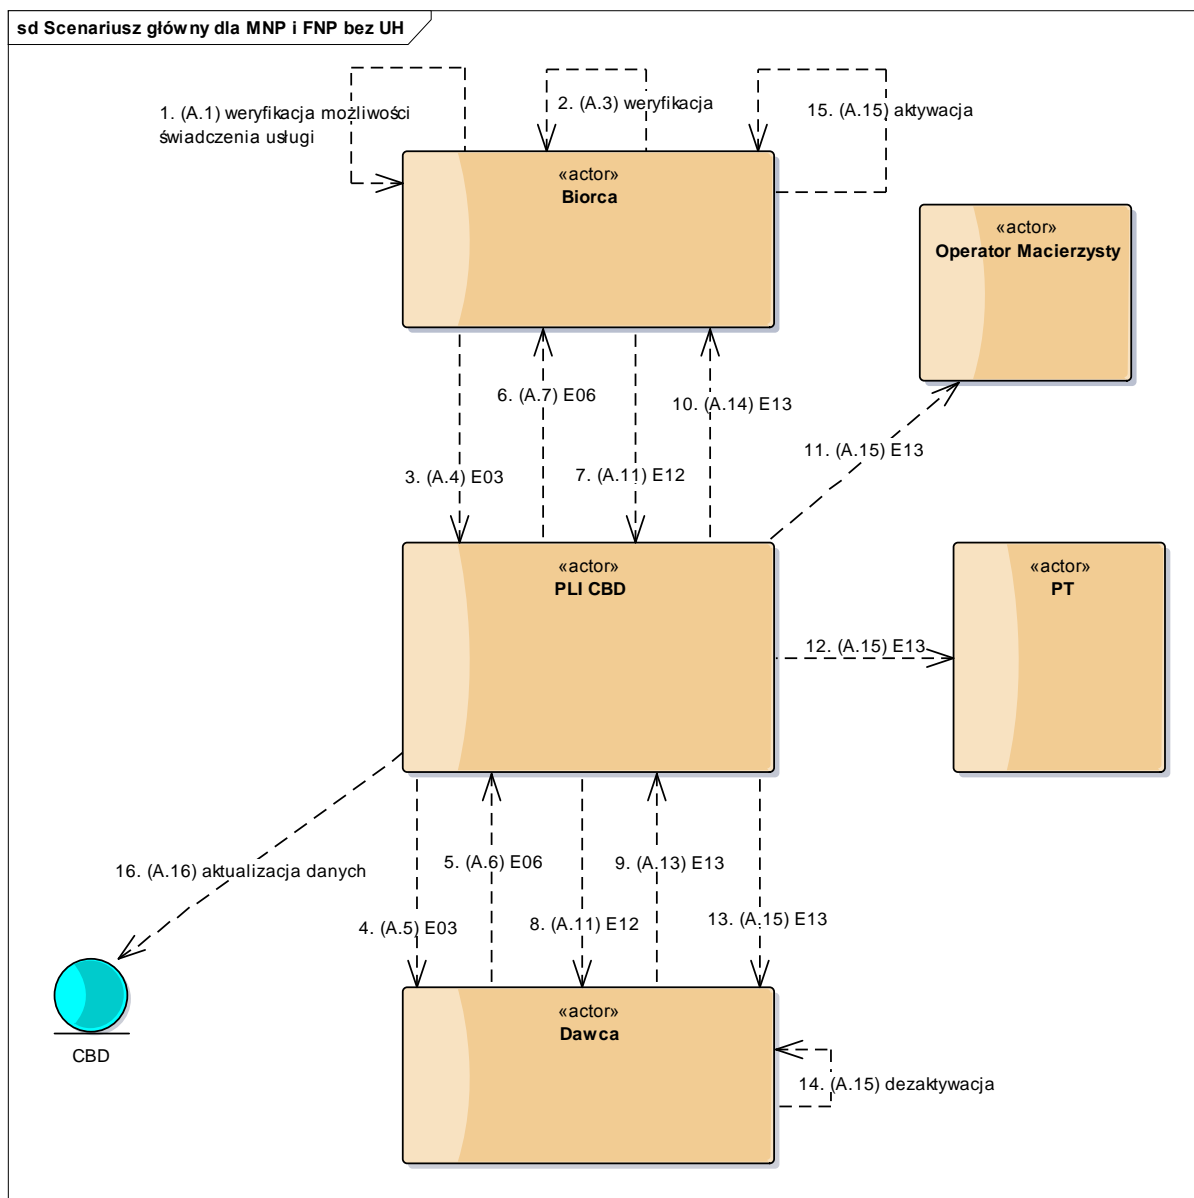 sd Scenariusz główny dla MNP i FNP bez UH
1. (A.1) weryfikacja możliwości
świadczenia usługi
2. (A.3) weryfikacja
15. (A.15) aktywacja
«actor»
Biorca
«actor»
Operator Macierzysty
6. (A.7) E06
10. (A.14) E13
11. (A.15) E13
3. (A.4) E03
7. (A.11) E12
«actor»
PLI CBD
«actor»
PT
12. (A.15) E13
16. (A.16) aktualizacja danych
5. (A.6) E06
9. (A.13) E13
4. (A.5) E03
8. (A.11) E12
13. (A.15) E13
«actor»
Dawca
CBD
14. (A.15) dezaktywacja